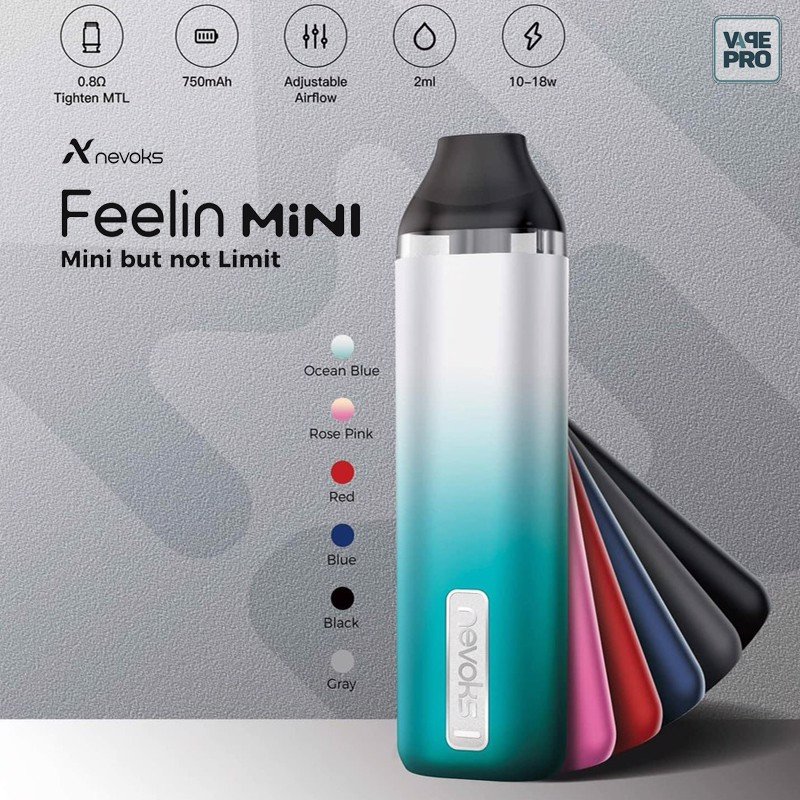 0.8Ω
Tighten MTL
750mAh
Adjustable
Airflow
2ml
10-18w
VAPE
PRO
nevoks
Feelin MiNI
Mini but not Limit
Ocean Blue
Rose Pink
Red
Blue
Black
Gray
nevoks